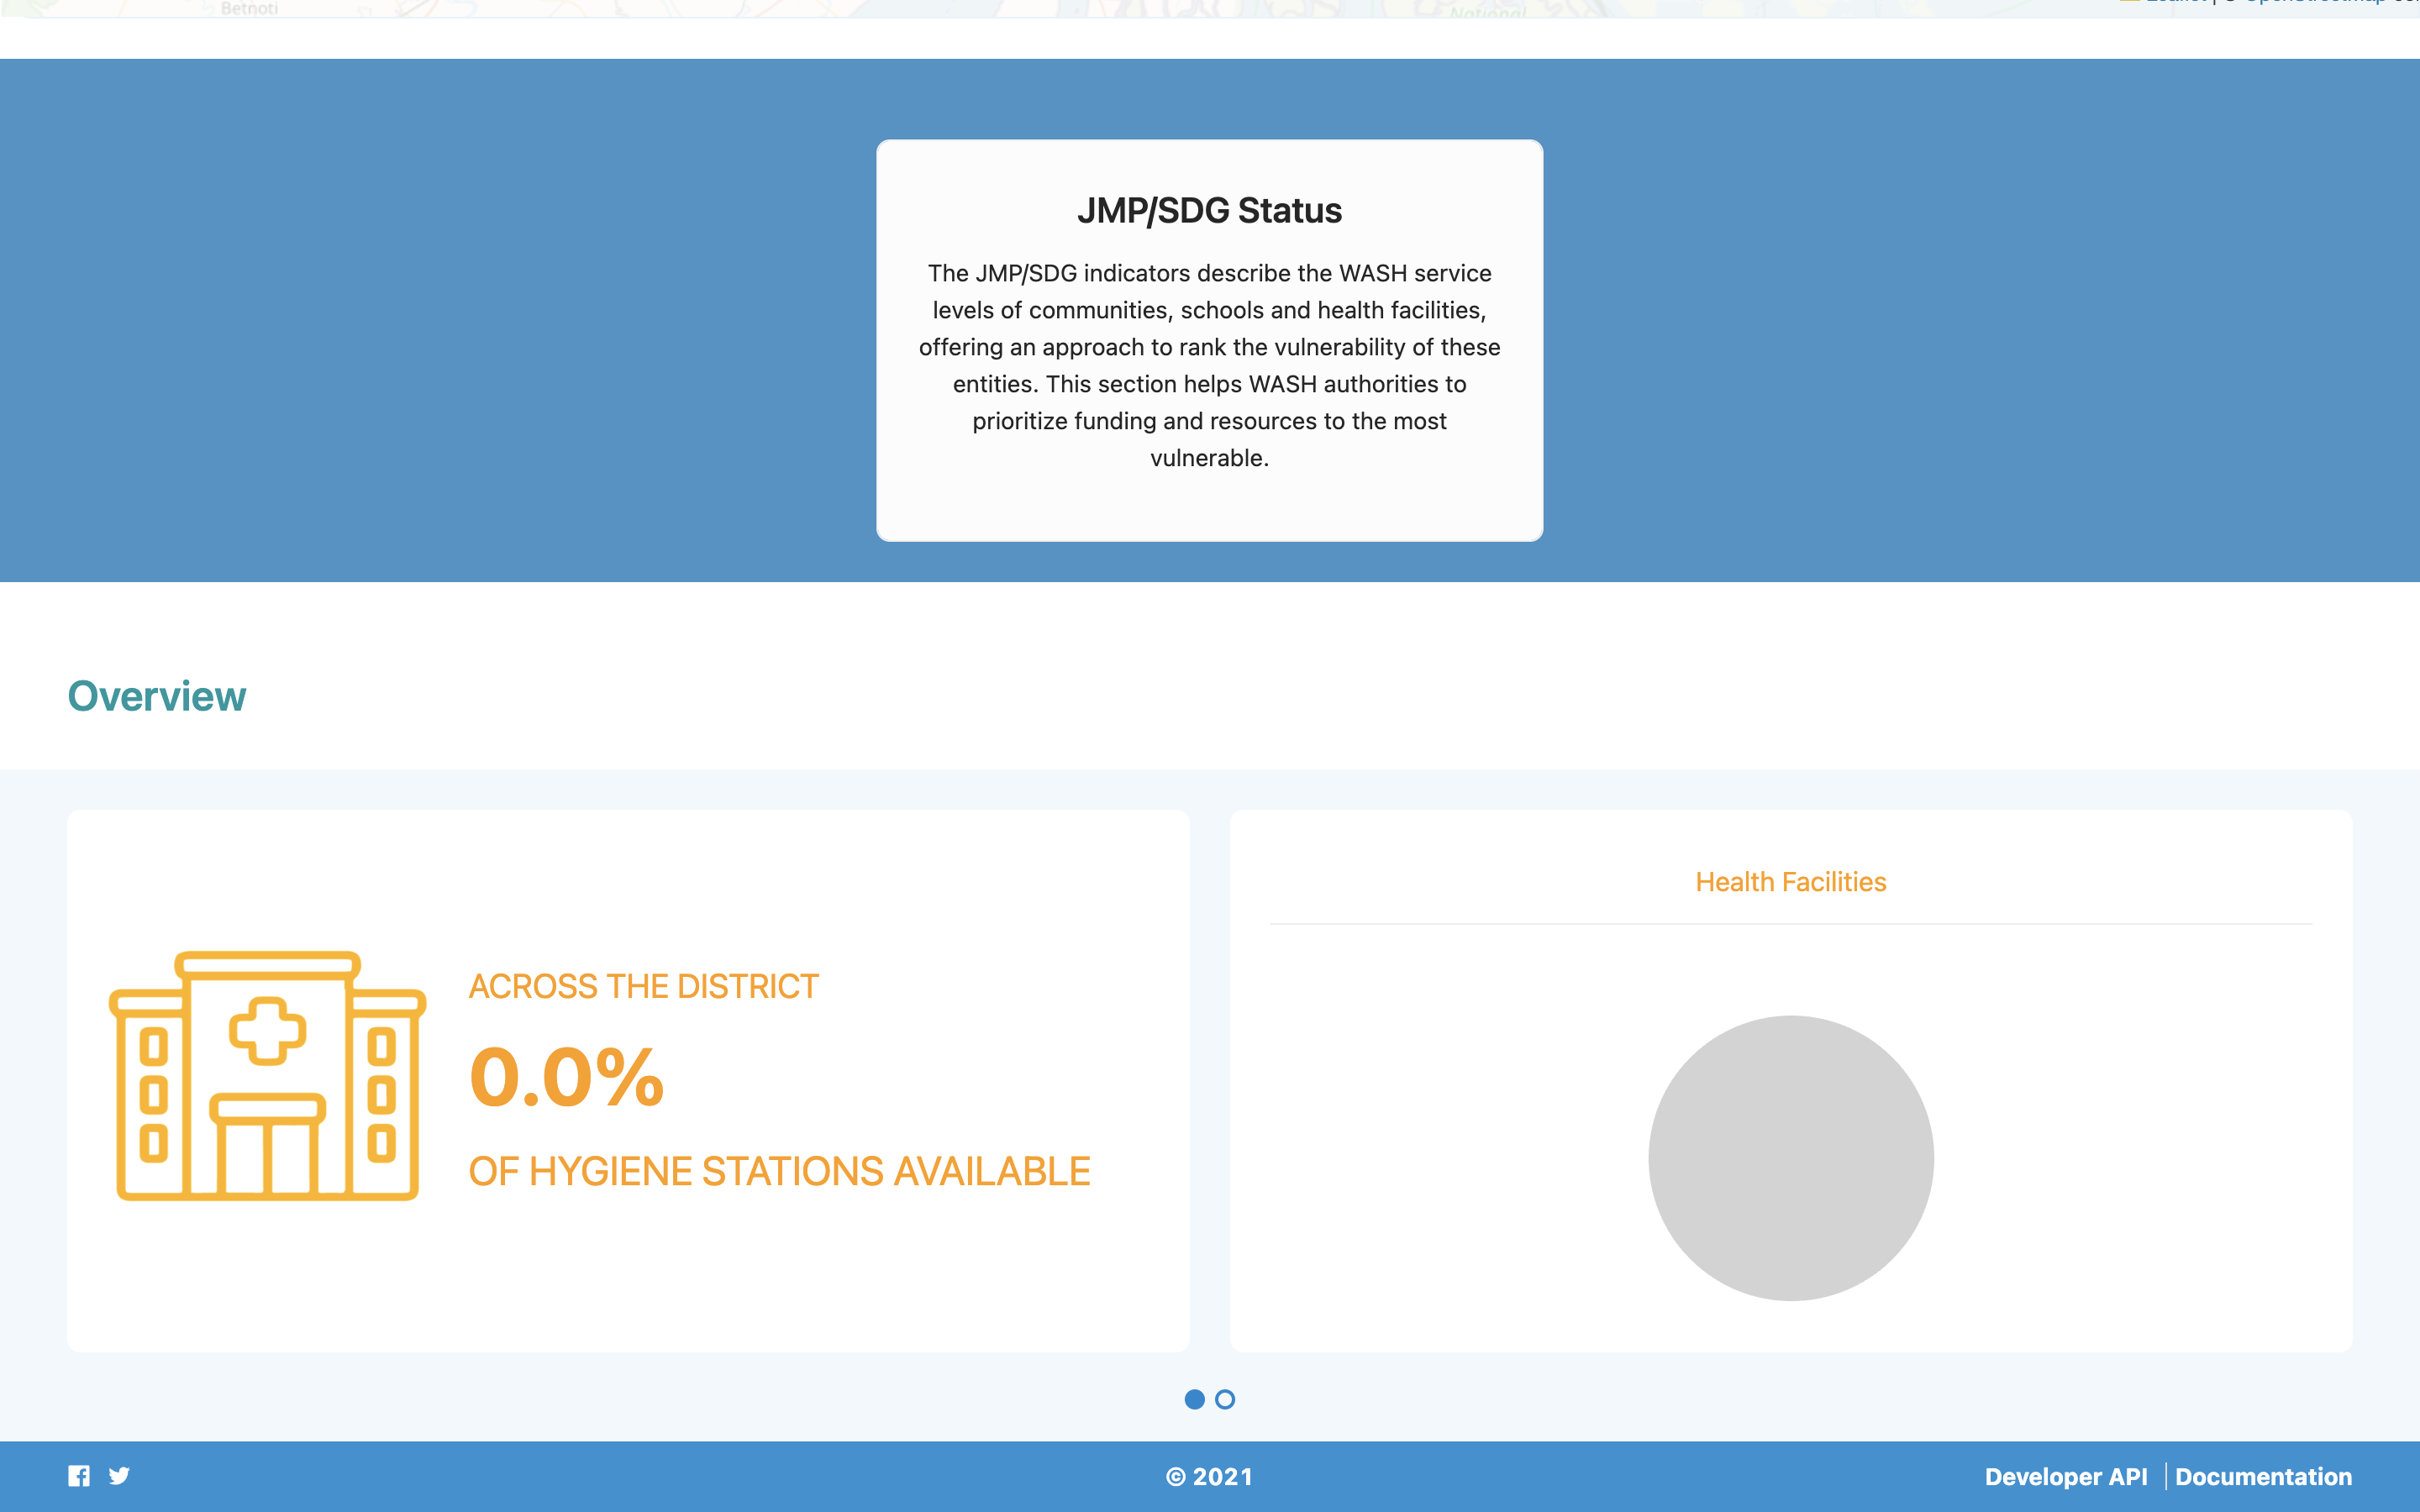 Betnoti
National
Leaflet | © OpenStreetMap
JMP/SDG Status
The JMP/SDG indicators describe the WASH service
levels of communities, schools and health facilities,
offering an approach to rank the vulnerability of these
entities. This section helps WASH authorities to
prioritize funding and resources to the most
vulnerable.
Overview
ACROSS THE DISTRICT
0.0%
OF HYGIENE STATIONS AVAILABLE
Health Facilities
© 2021
Developer API
Documentation